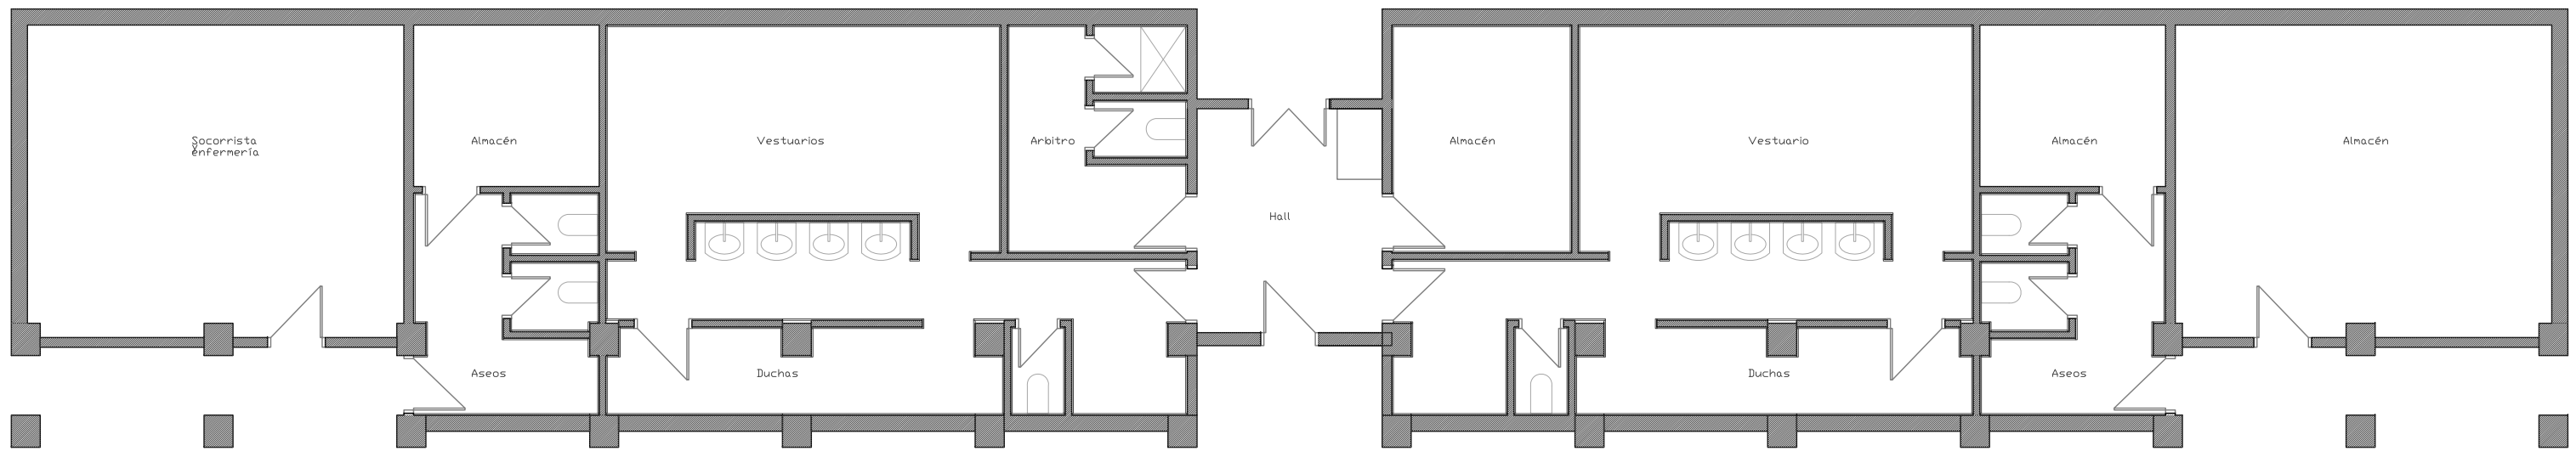 Socorrista
y
enfermería
Almacén
Vestuarios
Arbitro
Almacén
Vestuario
Almacén
Almacén
Hall
Aseos
Duchas
Duchas
Aseos